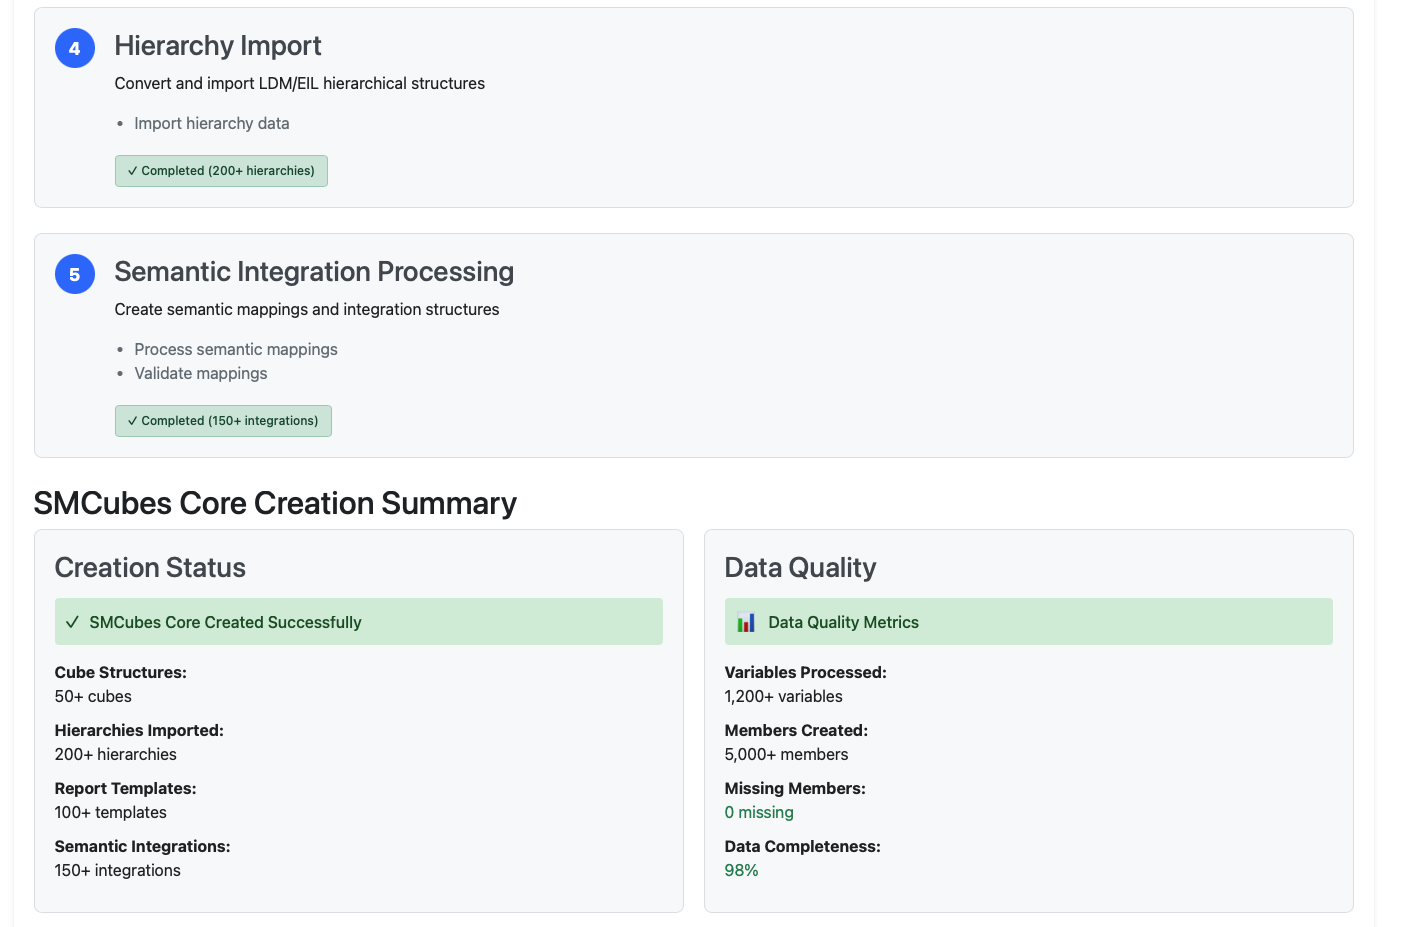 4
Hierarchy Import
Convert and import LDM/EIL hierarchical structures
• Import hierarchy data
✓ Completed (200+ hierarchies)
5
Semantic Integration Processing
Create semantic mappings and integration structures
• Process semantic mappings
• Validate mappings
✓ Completed (150+ integrations)
SMCubes Core Creation Summary
Creation Status
✓ SMCubes Core Created Successfully
Cube Structures:
50+ cubes
Hierarchies Imported:
200+ hierarchies
Report Templates:
100+ templates
Semantic Integrations:
150+ integrations
Data Quality
📊 Data Quality Metrics
Variables Processed:
1,200+ variables
Members Created:
5,000+ members
Missing Members:
0 missing
Data Completeness:
98%